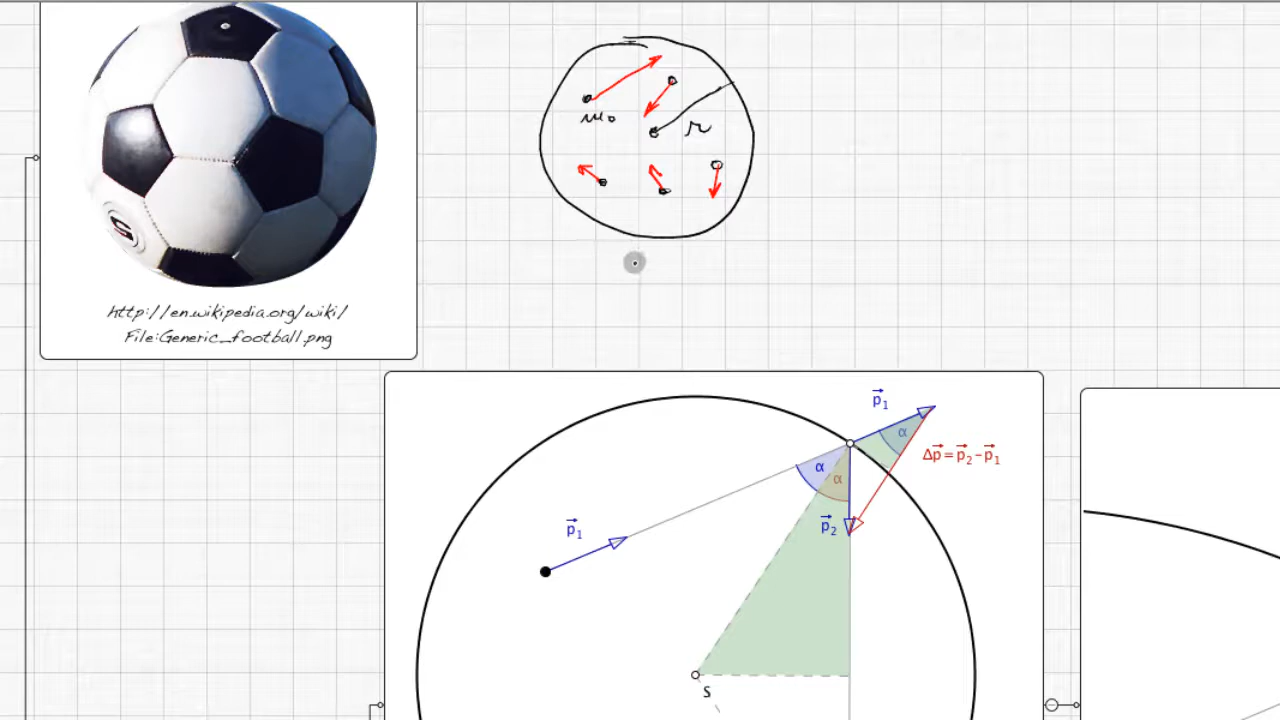 http://en.wikipedia.org/wiki/
File:Generic_football.png
m₀
r
p⃗₁
α
Δp⃗=p⃗₂-p⃗₁
α
α
p⃗₂
p⃗₁
S